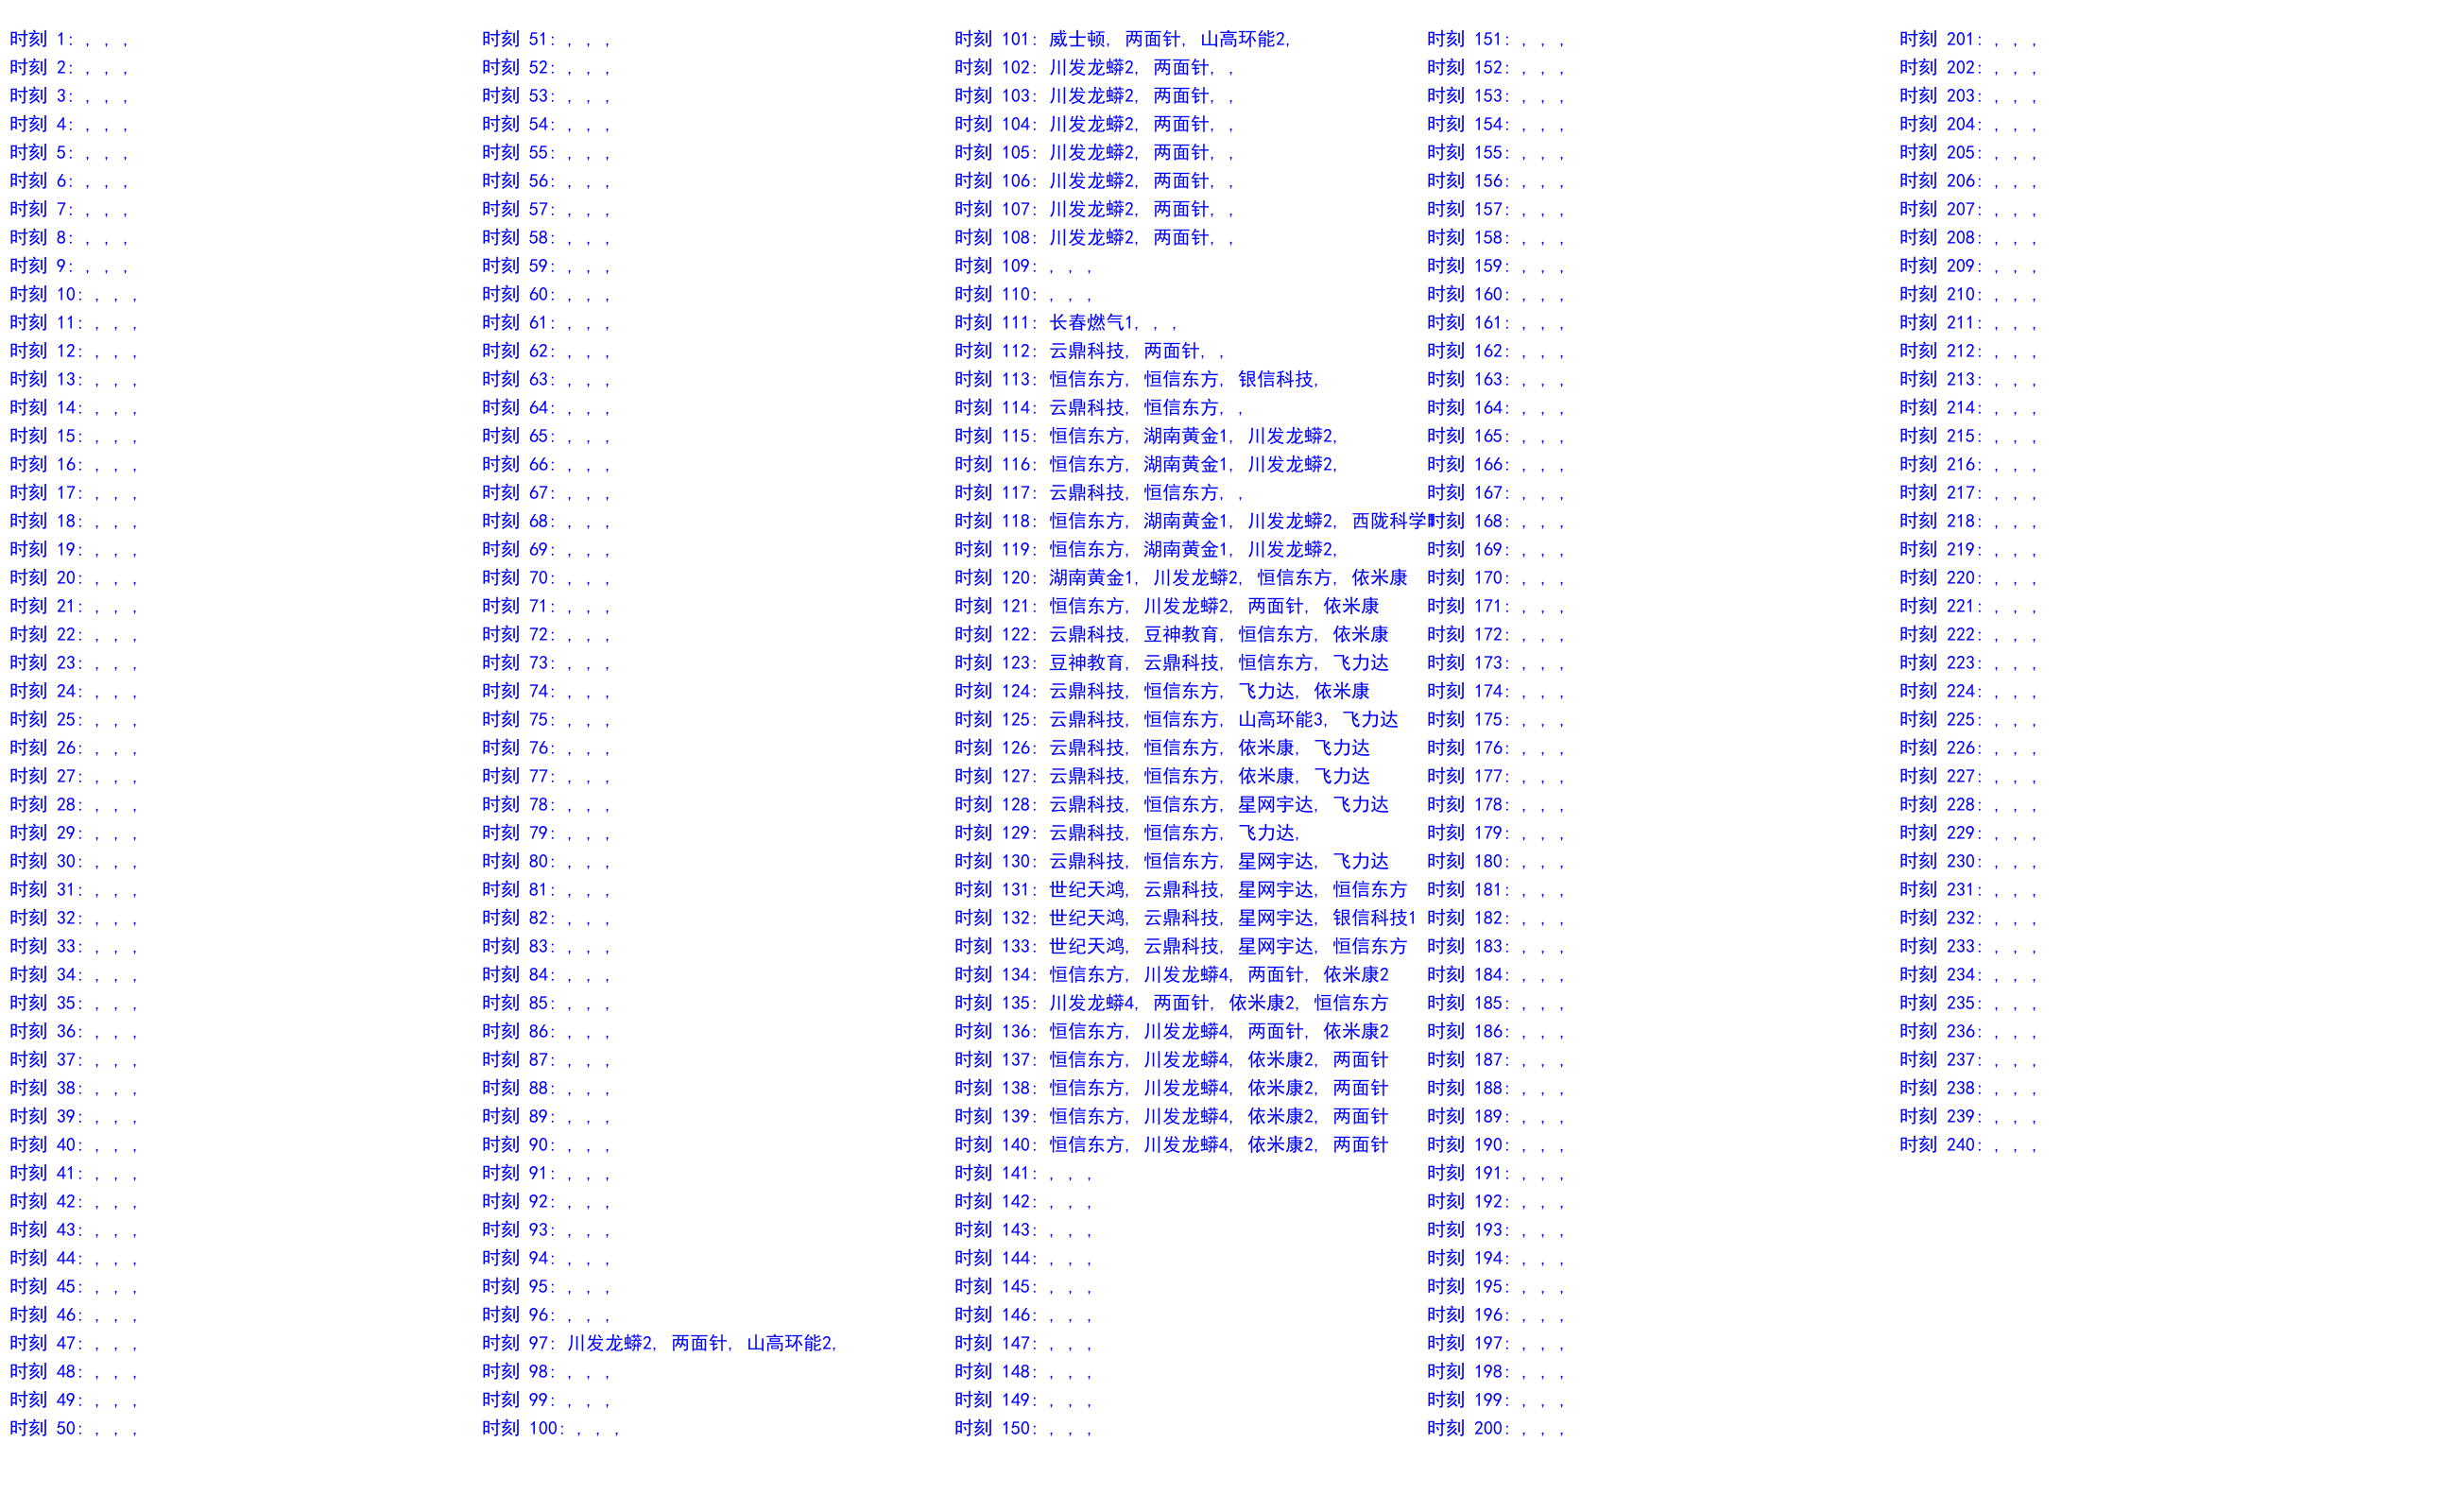 时刻 1: , , ,
时刻 2: , , ,
时刻 3: , , ,
时刻 4: , , ,
时刻 5: , , ,
时刻 6: , , ,
时刻 7: , , ,
时刻 8: , , ,
时刻 9: , , ,
时刻 10: , , ,
时刻 11: , , ,
时刻 12: , , ,
时刻 13: , , ,
时刻 14: , , ,
时刻 15: , , ,
时刻 16: , , ,
时刻 17: , , ,
时刻 18: , , ,
时刻 19: , , ,
时刻 20: , , ,
时刻 21: , , ,
时刻 22: , , ,
时刻 23: , , ,
时刻 24: , , ,
时刻 25: , , ,
时刻 26: , , ,
时刻 27: , , ,
时刻 28: , , ,
时刻 29: , , ,
时刻 30: , , ,
时刻 31: , , ,
时刻 32: , , ,
时刻 33: , , ,
时刻 34: , , ,
时刻 35: , , ,
时刻 36: , , ,
时刻 37: , , ,
时刻 38: , , ,
时刻 39: , , ,
时刻 40: , , ,
时刻 41: , , ,
时刻 42: , , ,
时刻 43: , , ,
时刻 44: , , ,
时刻 45: , , ,
时刻 46: , , ,
时刻 47: , , ,
时刻 48: , , ,
时刻 49: , , ,
时刻 50: , , ,
时刻 51: , , ,
时刻 52: , , ,
时刻 53: , , ,
时刻 54: , , ,
时刻 55: , , ,
时刻 56: , , ,
时刻 57: , , ,
时刻 58: , , ,
时刻 59: , , ,
时刻 60: , , ,
时刻 61: , , ,
时刻 62: , , ,
时刻 63: , , ,
时刻 64: , , ,
时刻 65: , , ,
时刻 66: , , ,
时刻 67: , , ,
时刻 68: , , ,
时刻 69: , , ,
时刻 70: , , ,
时刻 71: , , ,
时刻 72: , , ,
时刻 73: , , ,
时刻 74: , , ,
时刻 75: , , ,
时刻 76: , , ,
时刻 77: , , ,
时刻 78: , , ,
时刻 79: , , ,
时刻 80: , , ,
时刻 81: , , ,
时刻 82: , , ,
时刻 83: , , ,
时刻 84: , , ,
时刻 85: , , ,
时刻 86: , , ,
时刻 87: , , ,
时刻 88: , , ,
时刻 89: , , ,
时刻 90: , , ,
时刻 91: , , ,
时刻 92: , , ,
时刻 93: , , ,
时刻 94: , , ,
时刻 95: , , ,
时刻 96: , , ,
时刻 97: 川发龙蟒2, 两面针, 山高环能2,
时刻 98: , , ,
时刻 99: , , ,
时刻 100: , , ,
时刻 101: 威士顿, 两面针, 山高环能2,
时刻 102: 川发龙蟒2, 两面针, ,
时刻 103: 川发龙蟒2, 两面针, ,
时刻 104: 川发龙蟒2, 两面针, ,
时刻 105: 川发龙蟒2, 两面针, ,
时刻 106: 川发龙蟒2, 两面针, ,
时刻 107: 川发龙蟒2, 两面针, ,
时刻 108: 川发龙蟒2, 两面针, ,
时刻 109: , , ,
时刻 110: , , ,
时刻 111: 长春燃气1, , ,
时刻 112: 云鼎科技, 两面针, ,
时刻 113: 恒信东方, 恒信东方, 银信科技,
时刻 114: 云鼎科技, 恒信东方, ,
时刻 115: 恒信东方, 湖南黄金1, 川发龙蟒2,
时刻 116: 恒信东方, 湖南黄金1, 川发龙蟒2,
时刻 117: 云鼎科技, 恒信东方, ,
时刻 118: 恒信东方, 湖南黄金1, 川发龙蟒2, 西陇科学
时刻 119: 恒信东方, 湖南黄金1, 川发龙蟒2,
时刻 120: 湖南黄金1, 川发龙蟒2, 恒信东方, 依米康
时刻 121: 恒信东方, 川发龙蟒2, 两面针, 依米康
时刻 122: 云鼎科技, 豆神教育, 恒信东方, 依米康
时刻 123: 豆神教育, 云鼎科技, 恒信东方, 飞力达
时刻 124: 云鼎科技, 恒信东方, 飞力达, 依米康
时刻 125: 云鼎科技, 恒信东方, 山高环能3, 飞力达
时刻 126: 云鼎科技, 恒信东方, 依米康, 飞力达
时刻 127: 云鼎科技, 恒信东方, 依米康, 飞力达
时刻 128: 云鼎科技, 恒信东方, 星网宇达, 飞力达
时刻 129: 云鼎科技, 恒信东方, 飞力达,
时刻 130: 云鼎科技, 恒信东方, 星网宇达, 飞力达
时刻 131: 世纪天鸿, 云鼎科技, 星网宇达, 恒信东方
时刻 132: 世纪天鸿, 云鼎科技, 星网宇达, 银信科技1
时刻 133: 世纪天鸿, 云鼎科技, 星网宇达, 恒信东方
时刻 134: 恒信东方, 川发龙蟒4, 两面针, 依米康2
时刻 135: 川发龙蟒4, 两面针, 依米康2, 恒信东方
时刻 136: 恒信东方, 川发龙蟒4, 两面针, 依米康2
时刻 137: 恒信东方, 川发龙蟒4, 依米康2, 两面针
时刻 138: 恒信东方, 川发龙蟒4, 依米康2, 两面针
时刻 139: 恒信东方, 川发龙蟒4, 依米康2, 两面针
时刻 140: 恒信东方, 川发龙蟒4, 依米康2, 两面针
时刻 141: , , ,
时刻 142: , , ,
时刻 143: , , ,
时刻 144: , , ,
时刻 145: , , ,
时刻 146: , , ,
时刻 147: , , ,
时刻 148: , , ,
时刻 149: , , ,
时刻 150: , , ,
时刻 151: , , ,
时刻 152: , , ,
时刻 153: , , ,
时刻 154: , , ,
时刻 155: , , ,
时刻 156: , , ,
时刻 157: , , ,
时刻 158: , , ,
时刻 159: , , ,
时刻 160: , , ,
时刻 161: , , ,
时刻 162: , , ,
时刻 163: , , ,
时刻 164: , , ,
时刻 165: , , ,
时刻 166: , , ,
时刻 167: , , ,
时刻 168: , , ,
时刻 169: , , ,
时刻 170: , , ,
时刻 171: , , ,
时刻 172: , , ,
时刻 173: , , ,
时刻 174: , , ,
时刻 175: , , ,
时刻 176: , , ,
时刻 177: , , ,
时刻 178: , , ,
时刻 179: , , ,
时刻 180: , , ,
时刻 181: , , ,
时刻 182: , , ,
时刻 183: , , ,
时刻 184: , , ,
时刻 185: , , ,
时刻 186: , , ,
时刻 187: , , ,
时刻 188: , , ,
时刻 189: , , ,
时刻 190: , , ,
时刻 191: , , ,
时刻 192: , , ,
时刻 193: , , ,
时刻 194: , , ,
时刻 195: , , ,
时刻 196: , , ,
时刻 197: , , ,
时刻 198: , , ,
时刻 199: , , ,
时刻 200: , , ,
时刻 201: , , ,
时刻 202: , , ,
时刻 203: , , ,
时刻 204: , , ,
时刻 205: , , ,
时刻 206: , , ,
时刻 207: , , ,
时刻 208: , , ,
时刻 209: , , ,
时刻 210: , , ,
时刻 211: , , ,
时刻 212: , , ,
时刻 213: , , ,
时刻 214: , , ,
时刻 215: , , ,
时刻 216: , , ,
时刻 217: , , ,
时刻 218: , , ,
时刻 219: , , ,
时刻 220: , , ,
时刻 221: , , ,
时刻 222: , , ,
时刻 223: , , ,
时刻 224: , , ,
时刻 225: , , ,
时刻 226: , , ,
时刻 227: , , ,
时刻 228: , , ,
时刻 229: , , ,
时刻 230: , , ,
时刻 231: , , ,
时刻 232: , , ,
时刻 233: , , ,
时刻 234: , , ,
时刻 235: , , ,
时刻 236: , , ,
时刻 237: , , ,
时刻 238: , , ,
时刻 239: , , ,
时刻 240: , , ,